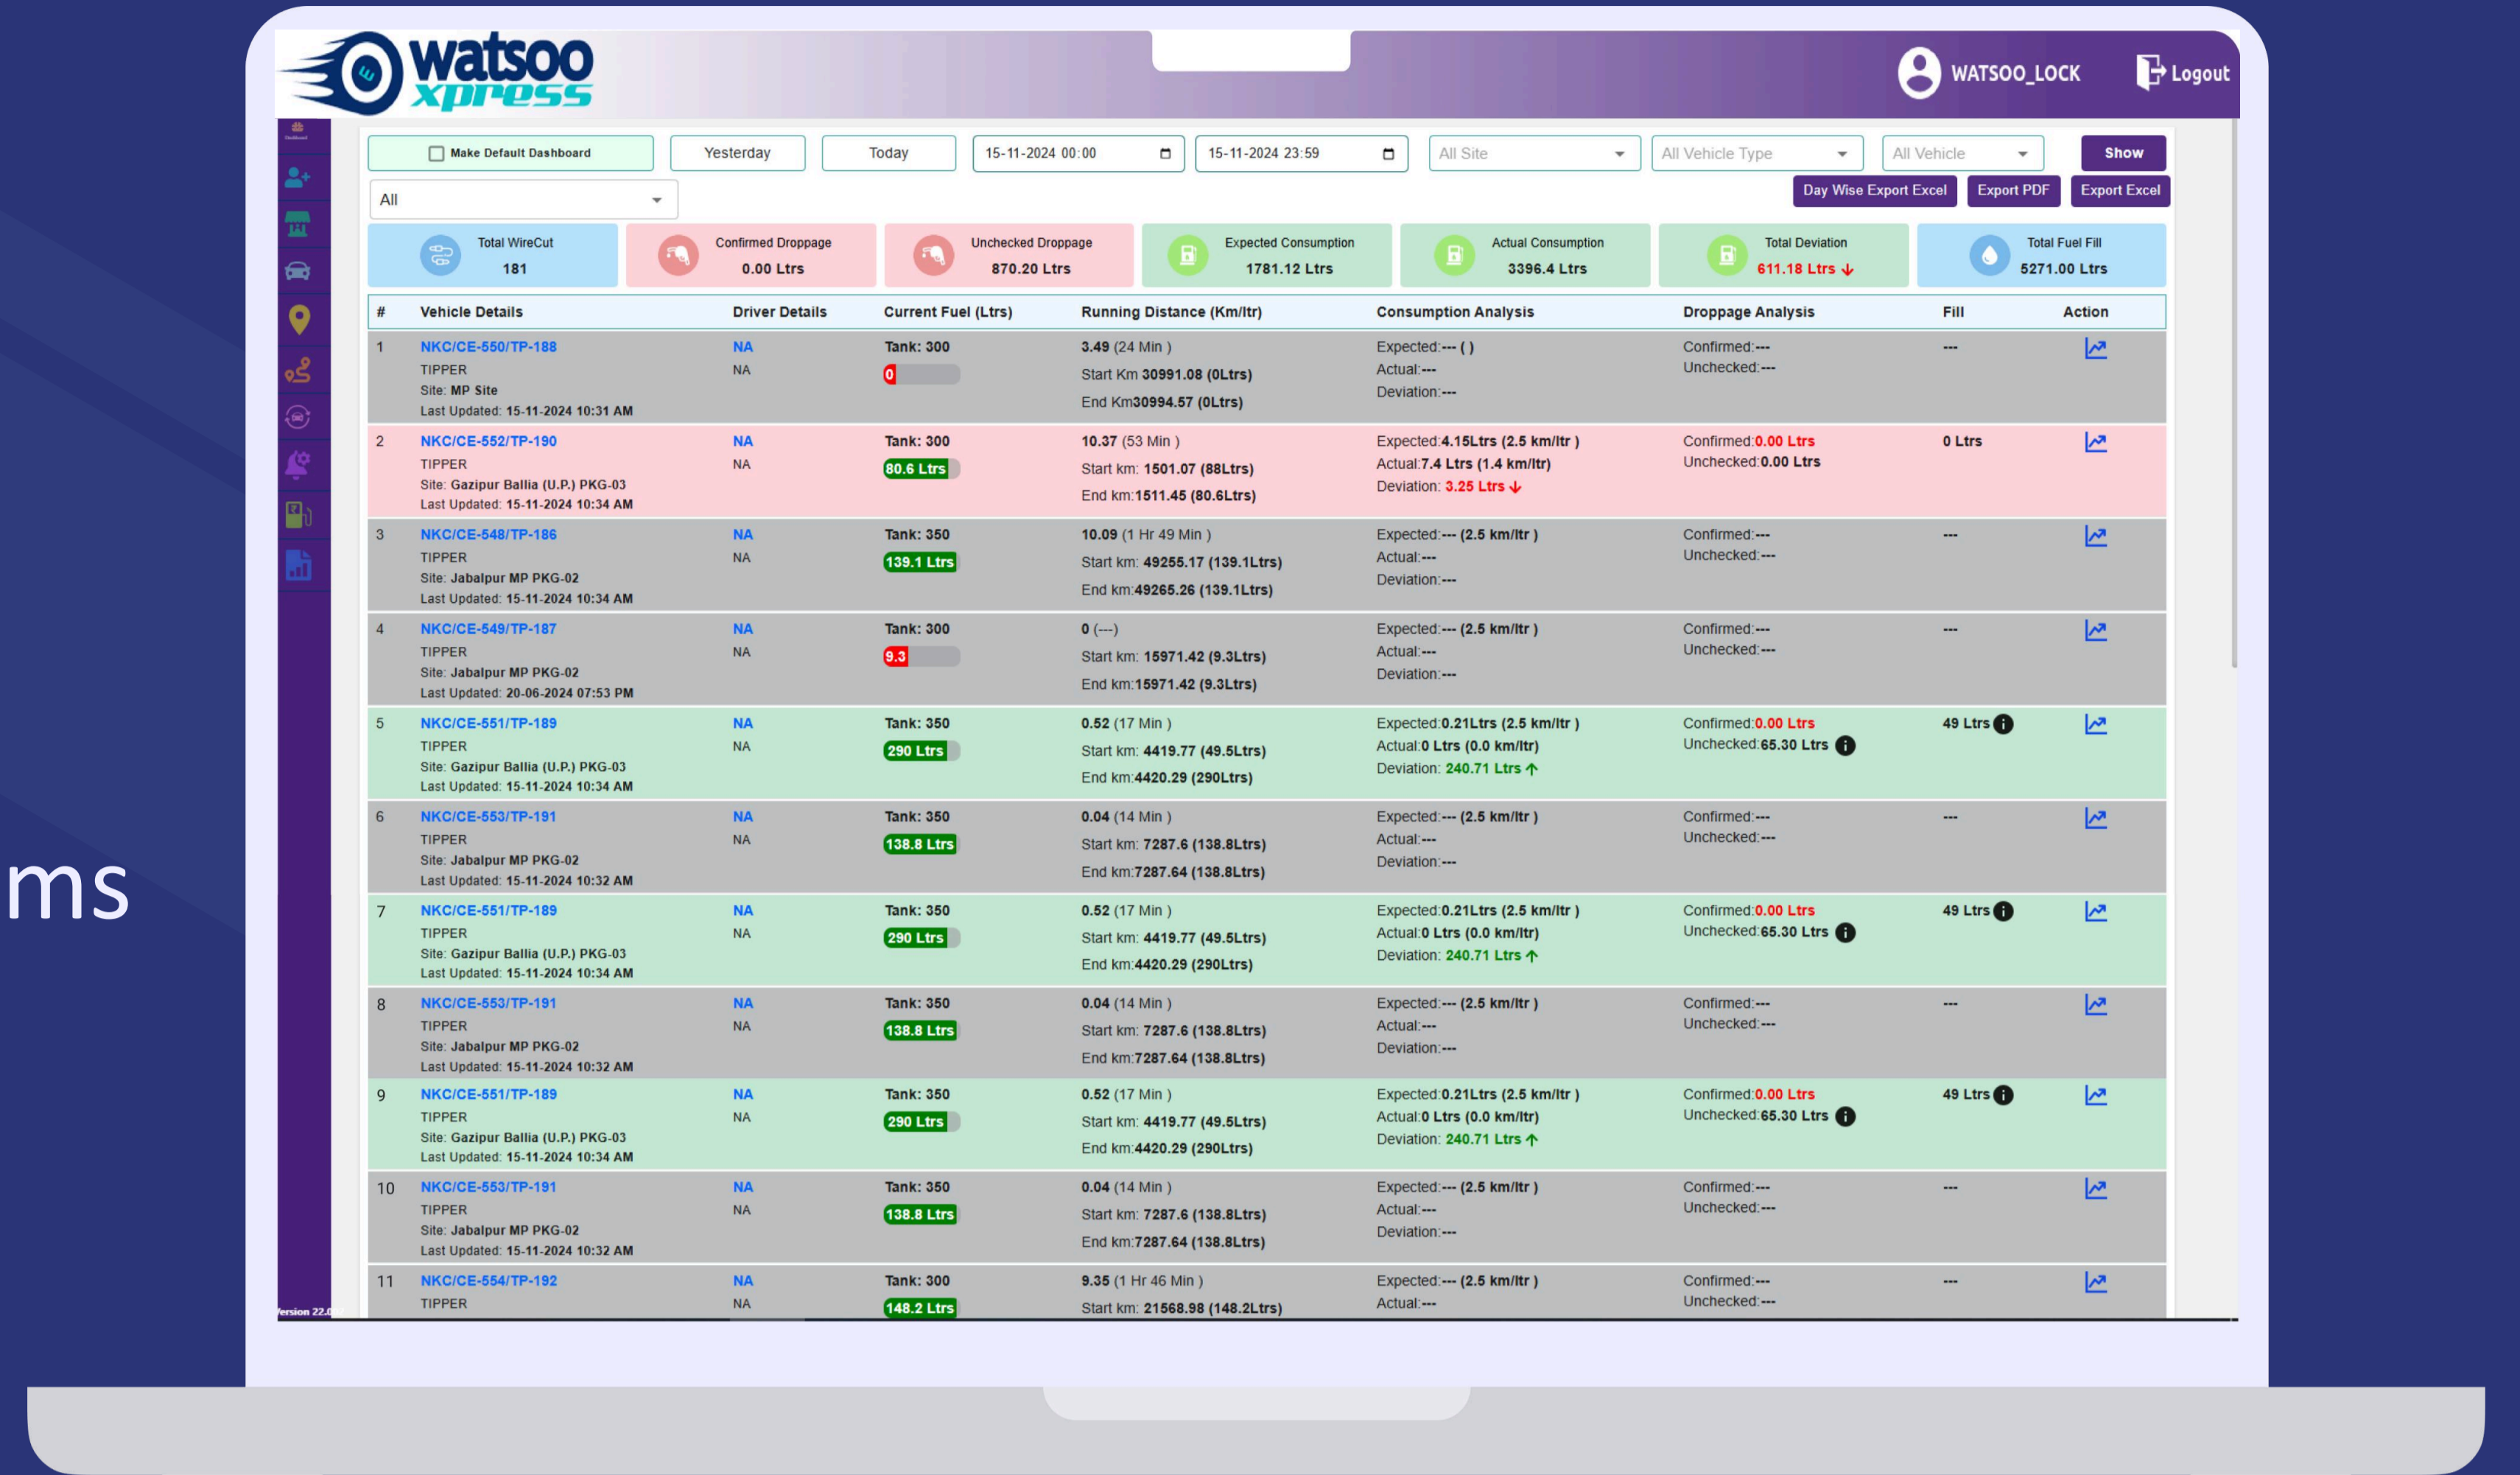 watsoo
xpress
WATSOO_LOCK
Logout
Dashboard
Make Default Dashboard
Yesterday
Today
15-11-2024 00:00
15-11-2024 23:59
All Site
All Vehicle Type
All Vehicle
Show
All
Day Wise Export Excel
Export PDF
Export Excel
Total WireCut
181
Confirmed Droppage
0.00 Ltrs
Unchecked Droppage
870.20 Ltrs
Expected Consumption
1781.12 Ltrs
Actual Consumption
3396.4 Ltrs
Total Deviation
611.18 Ltrs ↓
Total Fuel Fill
5271.00 Ltrs
# Vehicle Details Driver Details Current Fuel (Ltrs) Running Distance (Km/ltr) Consumption Analysis Droppage Analysis Fill Action
1 NKC/CE-550/TP-188 NA Tank: 300 3.49 (24 Min ) Expected:--- ( ) Confirmed:--- ---
TIPPER NA 0 Start Km 30991.08 (0Ltrs) Actual:--- Unchecked:---
Site: MP Site End Km30994.57 (0Ltrs) Deviation:---
Last Updated: 15-11-2024 10:31 AM
2 NKC/CE-552/TP-190 NA Tank: 300 10.37 (53 Min ) Expected:4.15Ltrs (2.5 km/ltr ) Confirmed:0.00 Ltrs 0 Ltrs
TIPPER NA 80.6 Ltrs Start km: 1501.07 (88Ltrs) Actual:7.4 Ltrs (1.4 km/ltr) Unchecked:0.00 Ltrs
Site: Gazipur Ballia (U.P.) PKG-03 End km:1511.45 (80.6Ltrs) Deviation: 3.25 Ltrs ↓
Last Updated: 15-11-2024 10:34 AM
3 NKC/CE-548/TP-186 NA Tank: 350 10.09 (1 Hr 49 Min ) Expected:--- (2.5 km/ltr ) Confirmed:--- ---
TIPPER NA 139.1 Ltrs Start km: 49255.17 (139.1Ltrs) Actual:--- Unchecked:---
Site: Jabalpur MP PKG-02 End km:49265.26 (139.1Ltrs) Deviation:---
Last Updated: 15-11-2024 10:34 AM
4 NKC/CE-549/TP-187 NA Tank: 300 0 (---) Expected:--- (2.5 km/ltr ) Confirmed:--- ---
TIPPER NA 9.3 Start km: 15971.42 (9.3Ltrs) Actual:--- Unchecked:---
Site: Jabalpur MP PKG-02 End km:15971.42 (9.3Ltrs) Deviation:---
Last Updated: 20-06-2024 07:53 PM
5 NKC/CE-551/TP-189 NA Tank: 350 0.52 (17 Min ) Expected:0.21Ltrs (2.5 km/ltr ) Confirmed:0.00 Ltrs 49 Ltrs
TIPPER NA 290 Ltrs Start km: 4419.77 (49.5Ltrs) Actual:0 Ltrs (0.0 km/ltr) Unchecked:65.30 Ltrs
Site: Gazipur Ballia (U.P.) PKG-03 End km:4420.29 (290Ltrs) Deviation: 240.71 Ltrs ↑
Last Updated: 15-11-2024 10:34 AM
6 NKC/CE-553/TP-191 NA Tank: 350 0.04 (14 Min ) Expected:--- (2.5 km/ltr ) Confirmed:--- ---
TIPPER NA 138.8 Ltrs Start km: 7287.6 (138.8Ltrs) Actual:--- Unchecked:---
Site: Jabalpur MP PKG-02 End km:7287.64 (138.8Ltrs) Deviation:---
Last Updated: 15-11-2024 10:32 AM
7 NKC/CE-551/TP-189 NA Tank: 350 0.52 (17 Min ) Expected:0.21Ltrs (2.5 km/ltr ) Confirmed:0.00 Ltrs 49 Ltrs
TIPPER NA 290 Ltrs Start km: 4419.77 (49.5Ltrs) Actual:0 Ltrs (0.0 km/ltr) Unchecked:65.30 Ltrs
Site: Gazipur Ballia (U.P.) PKG-03 End km:4420.29 (290Ltrs) Deviation: 240.71 Ltrs ↑
Last Updated: 15-11-2024 10:34 AM
8 NKC/CE-553/TP-191 NA Tank: 350 0.04 (14 Min ) Expected:--- (2.5 km/ltr ) Confirmed:--- ---
TIPPER NA 138.8 Ltrs Start km: 7287.6 (138.8Ltrs) Actual:--- Unchecked:---
Site: Jabalpur MP PKG-02 End km:7287.64 (138.8Ltrs) Deviation:---
Last Updated: 15-11-2024 10:32 AM
9 NKC/CE-551/TP-189 NA Tank: 350 0.52 (17 Min ) Expected:0.21Ltrs (2.5 km/ltr ) Confirmed:0.00 Ltrs 49 Ltrs
TIPPER NA 290 Ltrs Start km: 4419.77 (49.5Ltrs) Actual:0 Ltrs (0.0 km/ltr) Unchecked:65.30 Ltrs
Site: Gazipur Ballia (U.P.) PKG-03 End km:4420.29 (290Ltrs) Deviation: 240.71 Ltrs ↑
Last Updated: 15-11-2024 10:34 AM
10 NKC/CE-553/TP-191 NA Tank: 350 0.04 (14 Min ) Expected:--- (2.5 km/ltr ) Confirmed:--- ---
TIPPER NA 138.8 Ltrs Start km: 7287.6 (138.8Ltrs) Actual:--- Unchecked:---
Site: Jabalpur MP PKG-02 End km:7287.64 (138.8Ltrs) Deviation:---
Last Updated: 15-11-2024 10:32 AM
11 NKC/CE-554/TP-192 NA Tank: 300 9.35 (1 Hr 46 Min ) Expected:--- (2.5 km/ltr ) Confirmed:--- ---
TIPPER NA 148.2 Ltrs Start km: 21568.98 (148.2Ltrs) Actual:--- Unchecked:---
ms